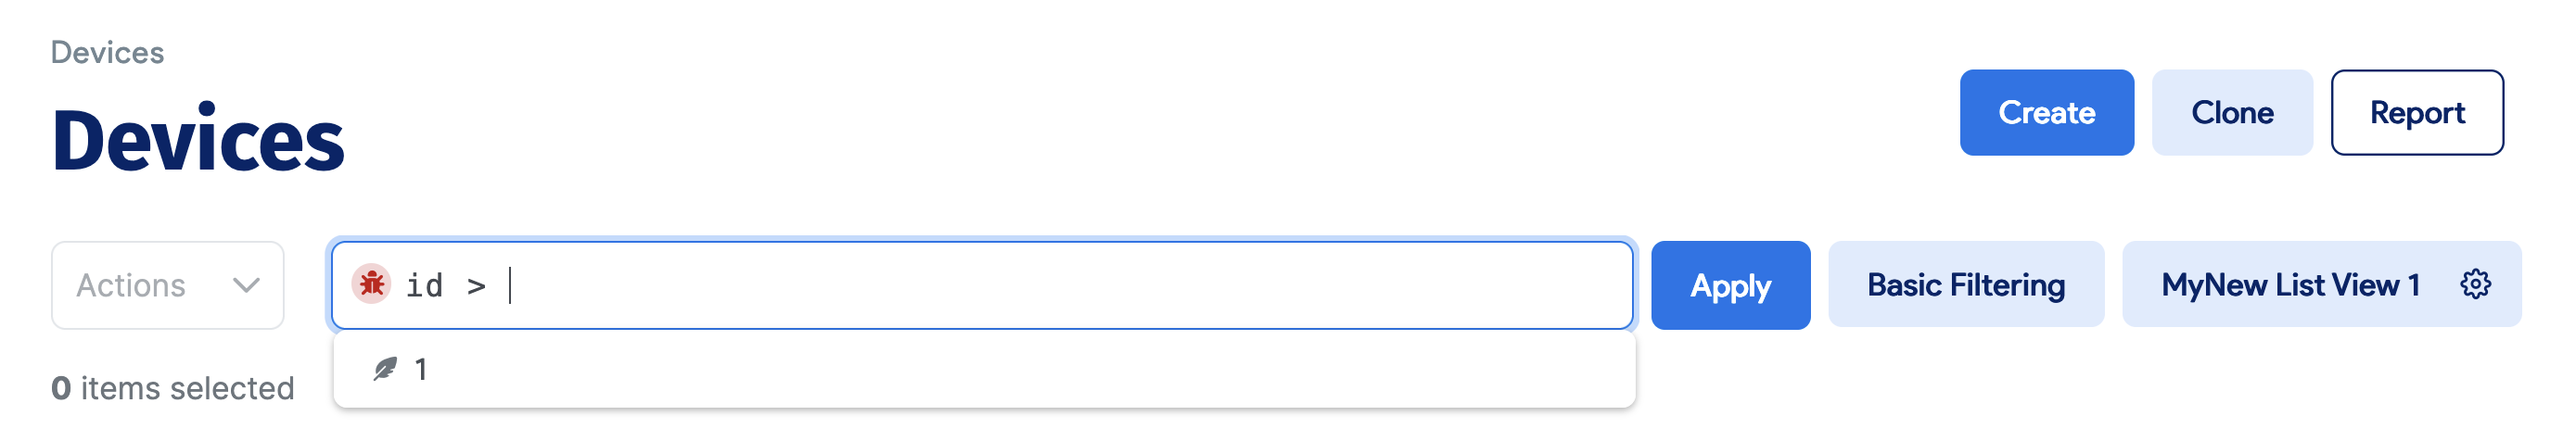 Devices
Devices
Create Clone Report
Actions id > Apply Basic Filtering MyNew List View 1
1
0 items selected